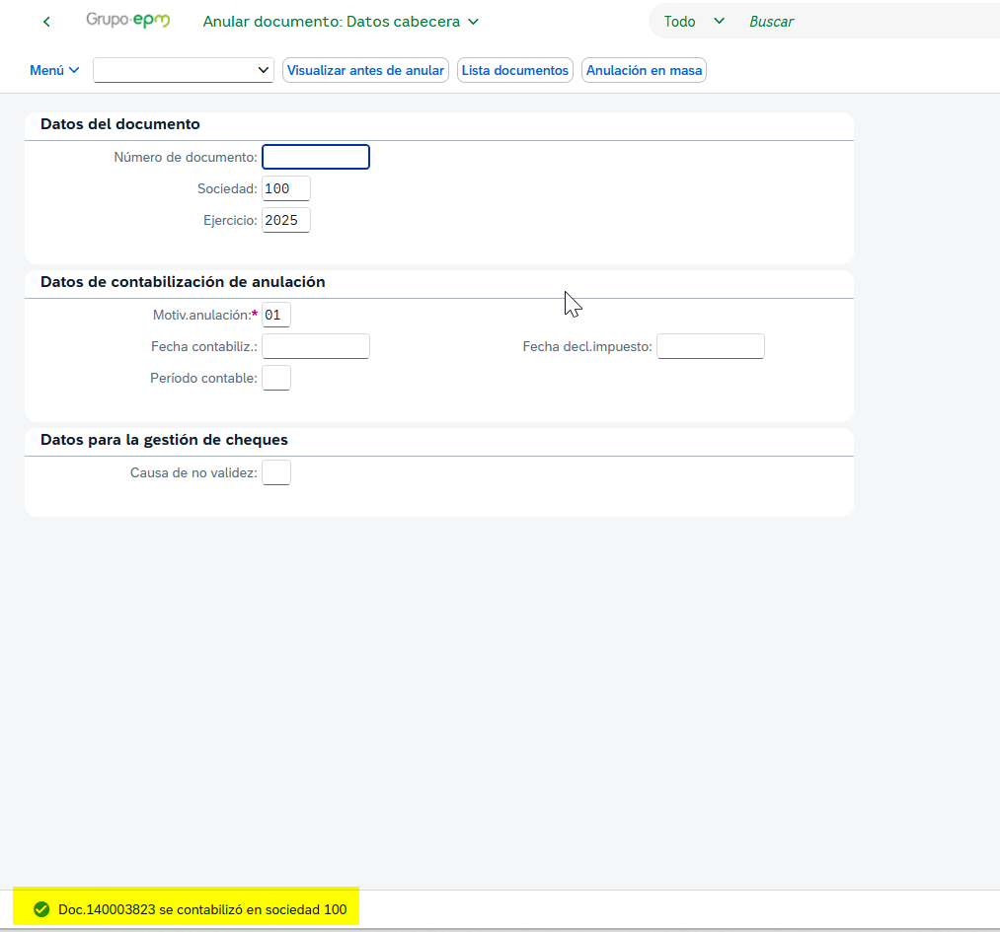 Grupo·epm Anular documento: Datos cabecera Todo Buscar
Menú Visualizar antes de anular Lista documentos Anulación en masa
Datos del documento
Número de documento:
Sociedad: 100
Ejercicio: 2025
Datos de contabilización de anulación
Motiv.anulación:* 01
Fecha contabiliz.: Fecha decl.impuesto:
Período contable:
Datos para la gestión de cheques
Causa de no validez:
Doc.140003823 se contabilizó en sociedad 100